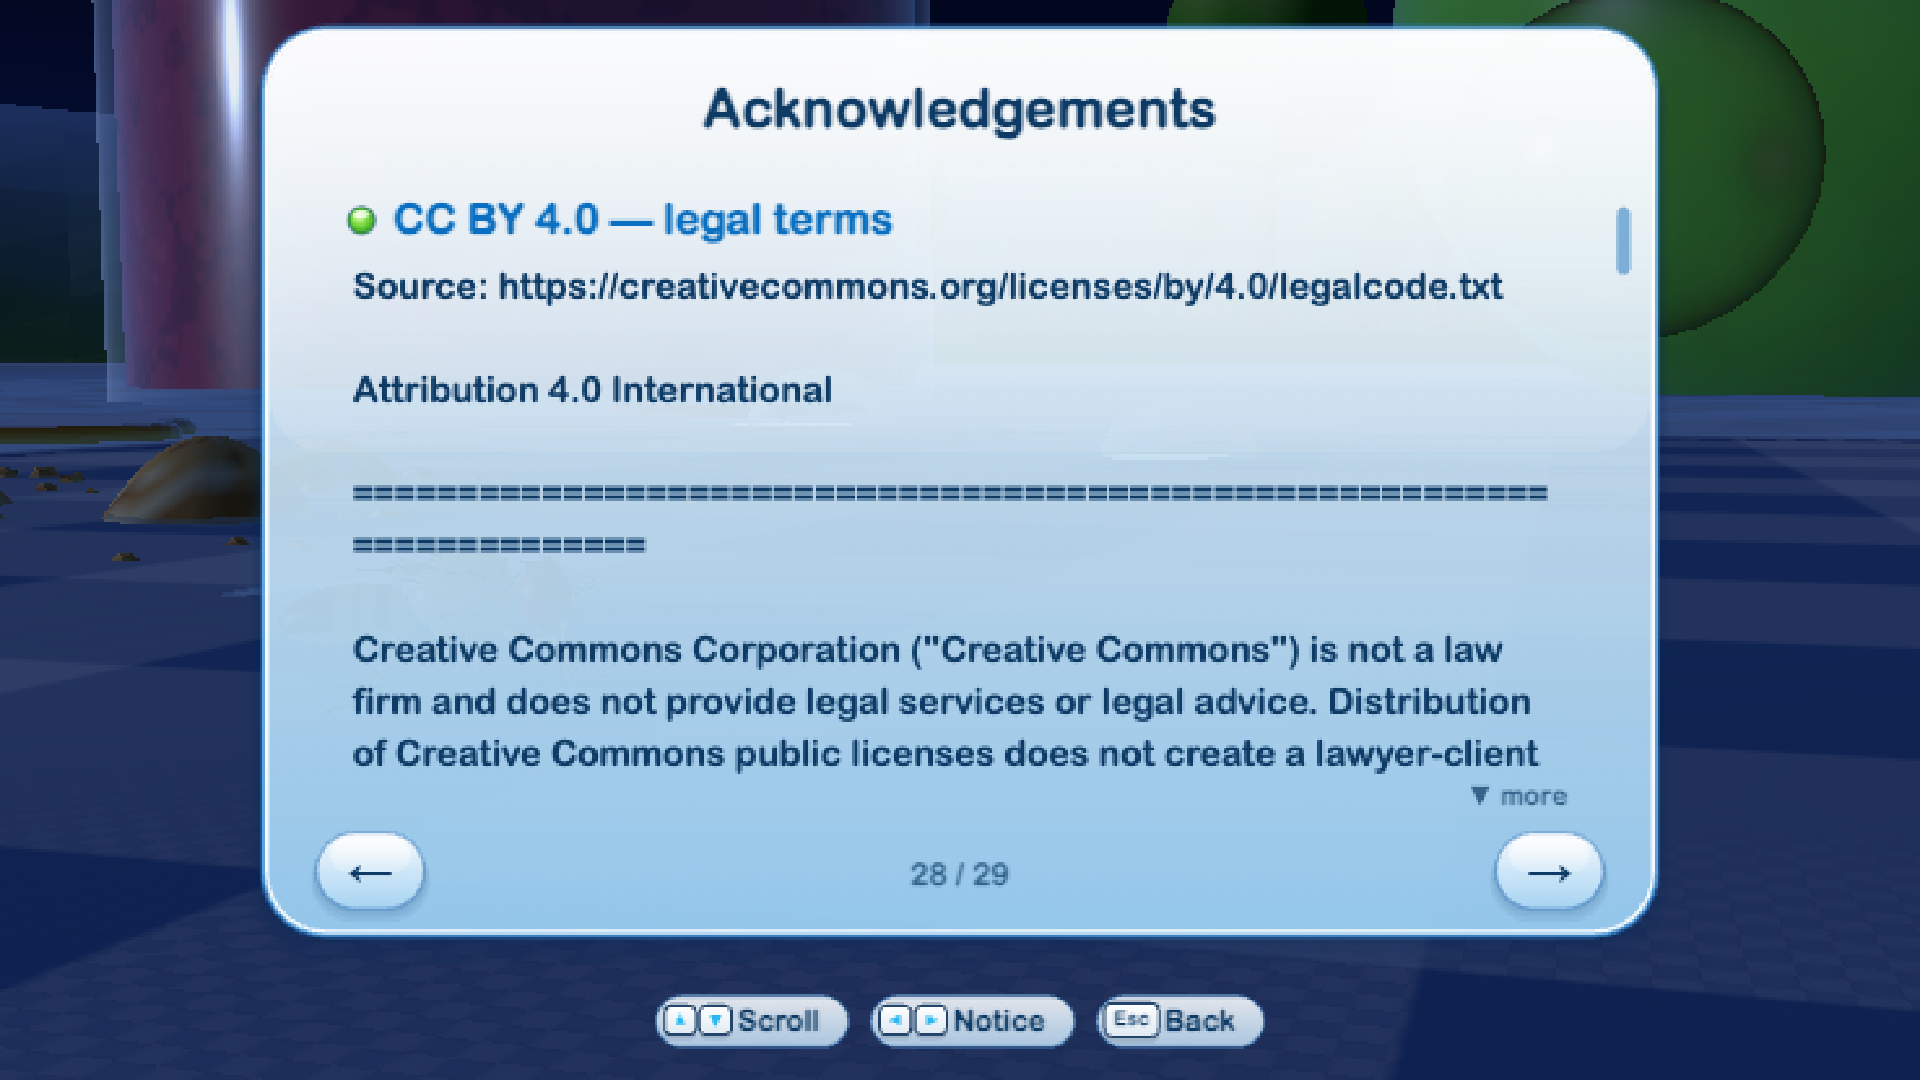 Acknowledgements
CC BY 4.0 — legal terms
Source: https://creativecommons.org/licenses/by/4.0/legalcode.txt
Attribution 4.0 International
=========================================================
==============
Creative Commons Corporation ("Creative Commons") is not a law
firm and does not provide legal services or legal advice. Distribution
of Creative Commons public licenses does not create a lawyer-client
▼ more
← 28 / 29 →
▲ ▼ Scroll ◀ ▶ Notice Esc Back